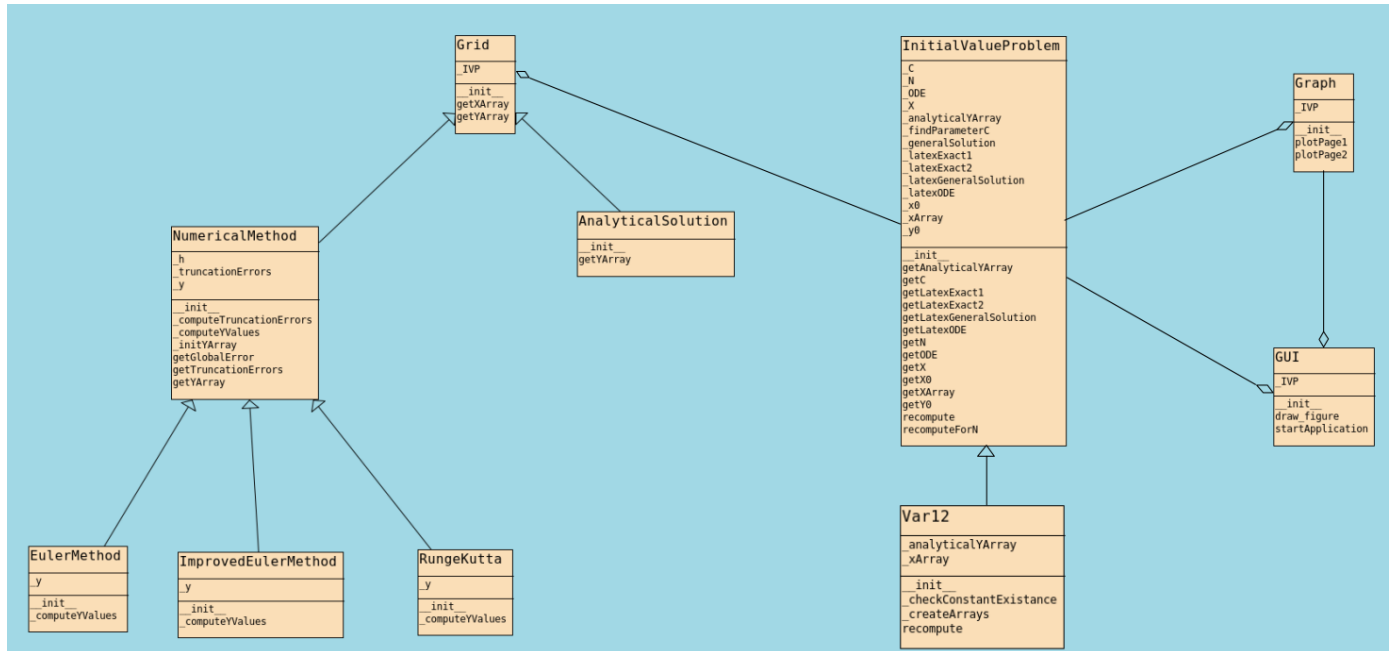 Grid
_IVP
__init__
getXArray
getYArray
InitialValueProblem
_C
_N
_ODE
_X
_analyticalYArray
_findParameterC
_generalSolution
_latexExact1
_latexExact2
_latexGeneralSolution
_latexODE
_x0
_xArray
_y0
__init__
getAnalyticalYArray
getC
getLatexExact1
getLatexExact2
getLatexGeneralSolution
getLatexODE
getN
getODE
getX
getX0
getXArray
getY0
recompute
recomputeForN
Graph
_IVP
__init__
plotPage1
plotPage2
NumericalMethod
_h
_truncationErrors
_y
__init__
_computeTruncationErrors
_computeYValues
_initYArray
getGlobalError
getTruncationErrors
getYArray
AnalyticalSolution
__init__
getYArray
GUI
_IVP
__init__
draw_figure
startApplication
EulerMethod
_y
__init__
_computeYValues
ImprovedEulerMethod
_y
__init__
_computeYValues
RungeKutta
_y
__init__
_computeYValues
Var12
_analyticalYArray
_xArray
__init__
_checkConstantExistance
_createArrays
recompute